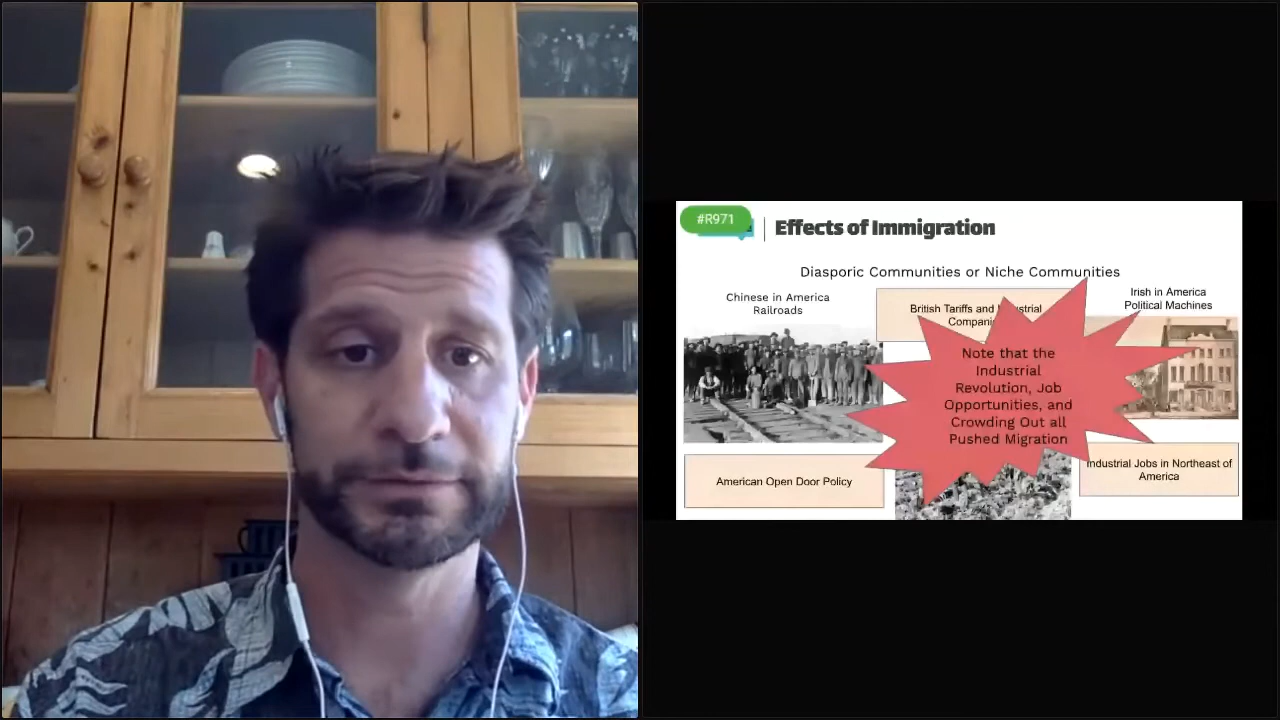 #R971
Effects of Immigration
Diasporic Communities or Niche Communities
Chinese in America
Railroads
British Tariffs and
Irish in America
Political Machines
Note that the
Industrial
Revolution, Job
Opportunities, and
Crowding Out all
Pushed Migration
American Open Door Policy
Industrial Jobs in Northeast of
America